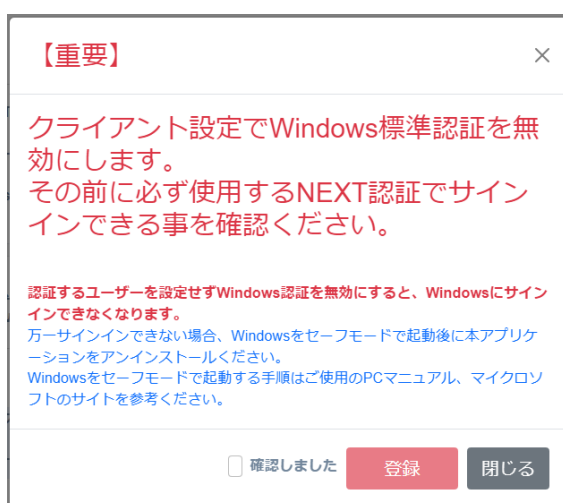 【重要】
クライアント設定でWindows標準認証を無
効にします。
その前に必ず使用するNEXT認証でサイン
インできる事を確認ください。
認証するユーザーを設定せずWindows認証を無効にすると、Windowsにサイン
インできなくなります。
万一サインインできない場合、Windowsをセーフモードで起動後に本アプリケ
ーションをアンインストールください。
Windowsをセーフモードで起動する手順はご使用のPCマニュアル、マイクロソ
フトのサイトを参考ください。
確認しました 登録 閉じる